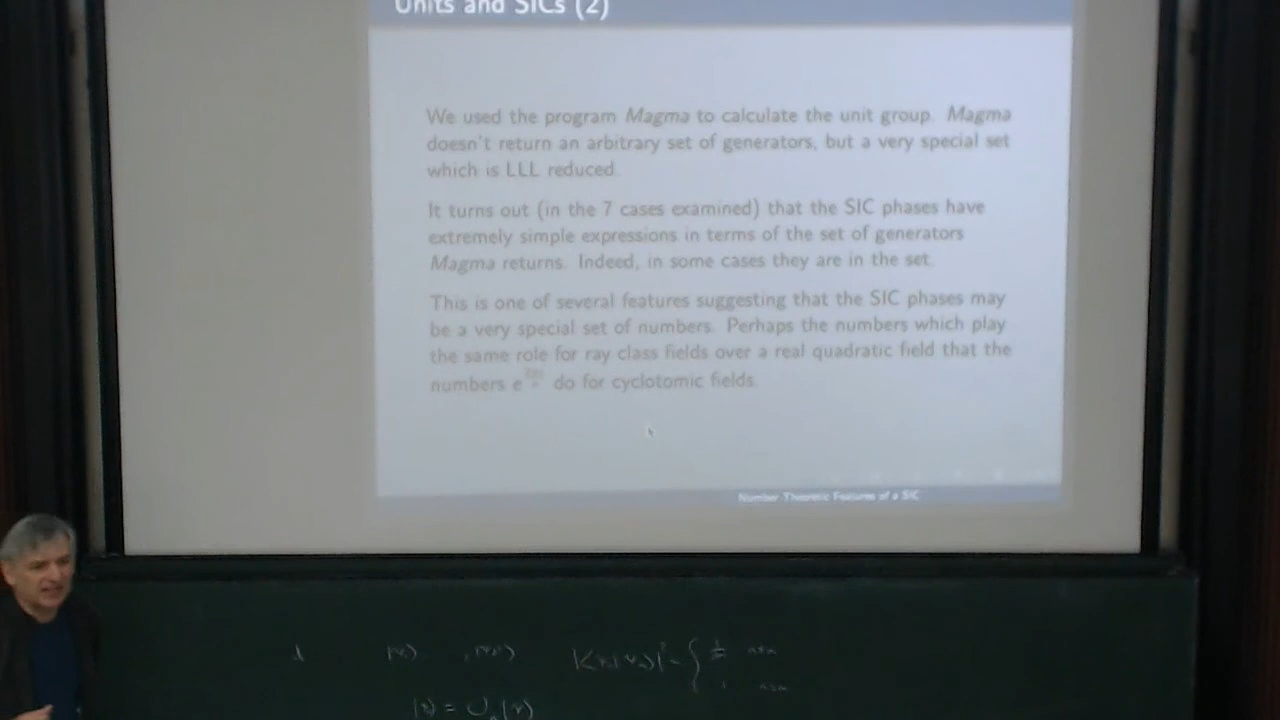 Units and SICs (2)
We used the program Magma to calculate the unit group. Magma
doesn't return an arbitrary set of generators, but a very special set
which is LLL reduced.
It turns out (in the 7 cases examined) that the SIC phases have
extremely simple expressions in terms of the set of generators
Magma returns. Indeed, in some cases they are in the set.
This is one of several features suggesting that the SIC phases may
be a very special set of numbers. Perhaps the numbers which play
the same role for ray class fields over a real quadratic field that the
numbers e do for cyclotomic fields.
Number Theoretic Features of a SIC